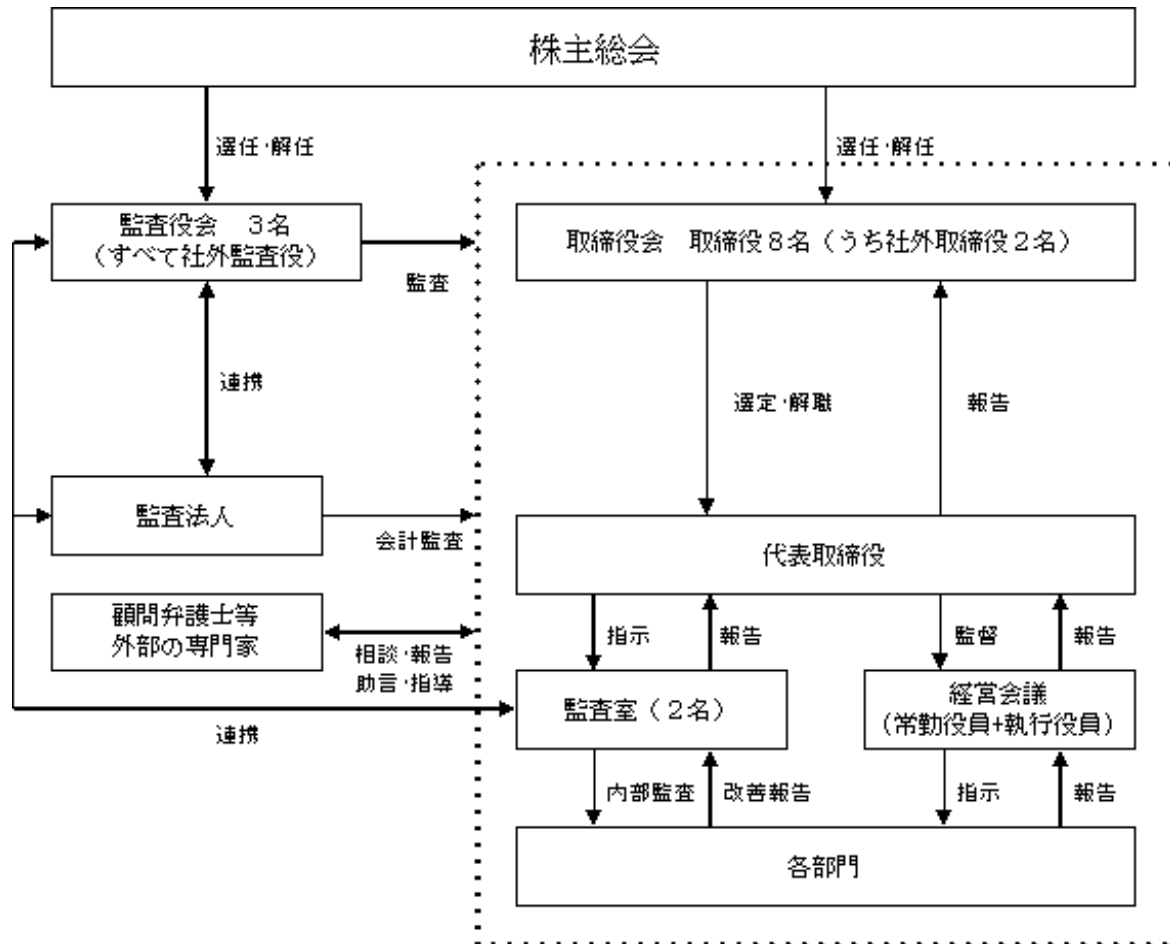 株主総会
選任・解任
選任・解任
監査役会　3名
（すべて社外監査役）
監査
取締役会　取締役8名（うち社外取締役2名）
連携
選定・解職
報告
監査法人
会計監査
代表取締役
顧問弁護士等
外部の専門家
相談・報告
助言・指導
指示
報告
監督
報告
監査室（2名）
経営会議
（常勤役員+執行役員）
連携
内部監査
改善報告
指示
報告
各部門